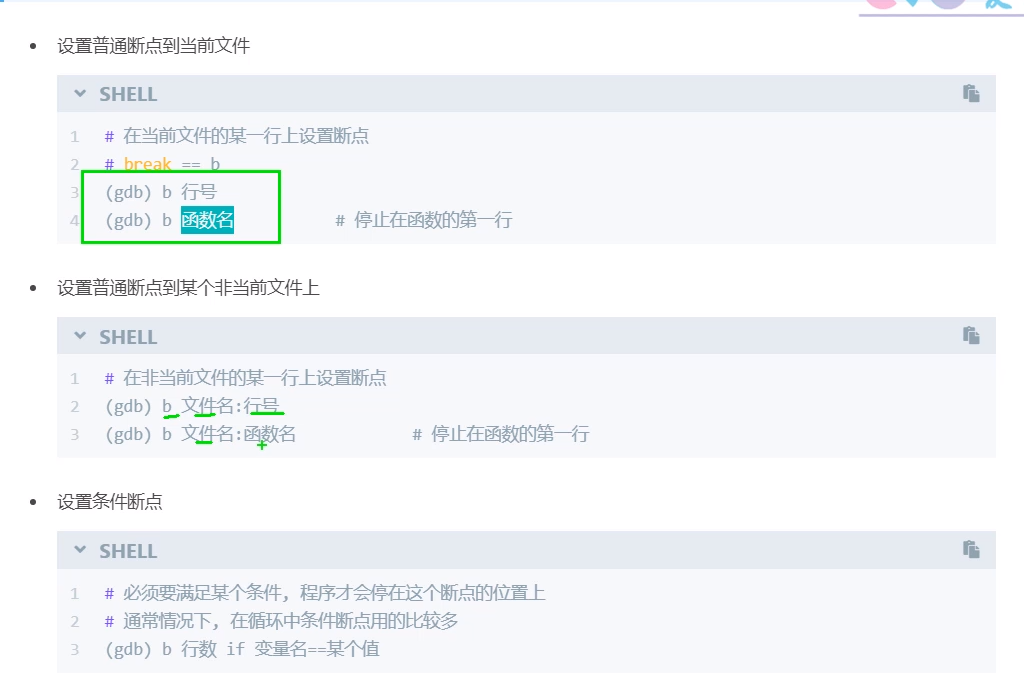 设置普通断点到当前文件
SHELL
1 # 在当前文件的某一行上设置断点
2 # break == b
3 (gdb) b 行号
4 (gdb) b 函数名 # 停止在函数的第一行
设置普通断点到某个非当前文件上
SHELL
1 # 在非当前文件的某一行上设置断点
2 (gdb) b 文件名:行号
3 (gdb) b 文件名:函数名 # 停止在函数的第一行
设置条件断点
SHELL
1 # 必须要满足某个条件, 程序才会停在这个断点的位置上
2 # 通常情况下, 在循环中条件断点用的比较多
3 (gdb) b 行数 if 变量名==某个值